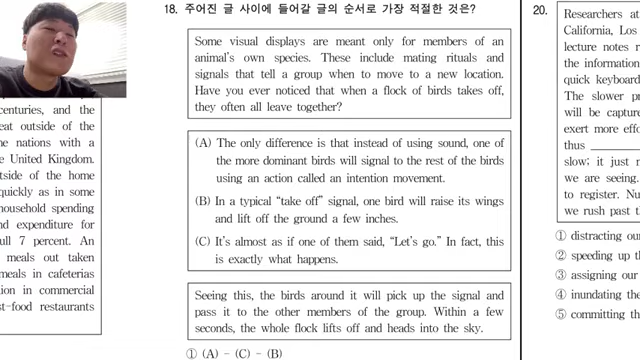 centuries, and the
eat outside of the
e nations with a
e United Kingdom.
tside of the home
quickly as in some
household spending
nd expenditure for
ull 7 percent. An
meals out taken
meals in cafeterias
ion in commercial
st-food restaurants
18. 주어진 글 사이에 들어갈 글의 순서로 가장 적절한 것은?
Some visual displays are meant only for members of an
animal's own species. These include mating rituals and
signals that tell a group when to move to a new location.
Have you ever noticed that when a flock of birds takes off,
they often all leave together?
(A) The only difference is that instead of using sound, one of
the more dominant birds will signal to the rest of the birds
using an action called an intention movement.
(B) In a typical “take off” signal, one bird will raise its wings
and lift off the ground a few inches.
(C) It's almost as if one of them said, “Let's go.” In fact, this
is exactly what happens.
Seeing this, the birds around it will pick up the signal and
pass it to the other members of the group. Within a few
seconds, the whole flock lifts off and heads into the sky.
① (A) - (C) - (B)
20.
Researchers at
California, Los
lecture notes r
the information
quick keyboard
The slower pr
will be captur
exert more effo
thus
slow; it just m
we are seeing.
to register. Nu
we rush past t
① distracting ou
② speeding up th
③ assigning our
④ inundating the
⑤ committing th